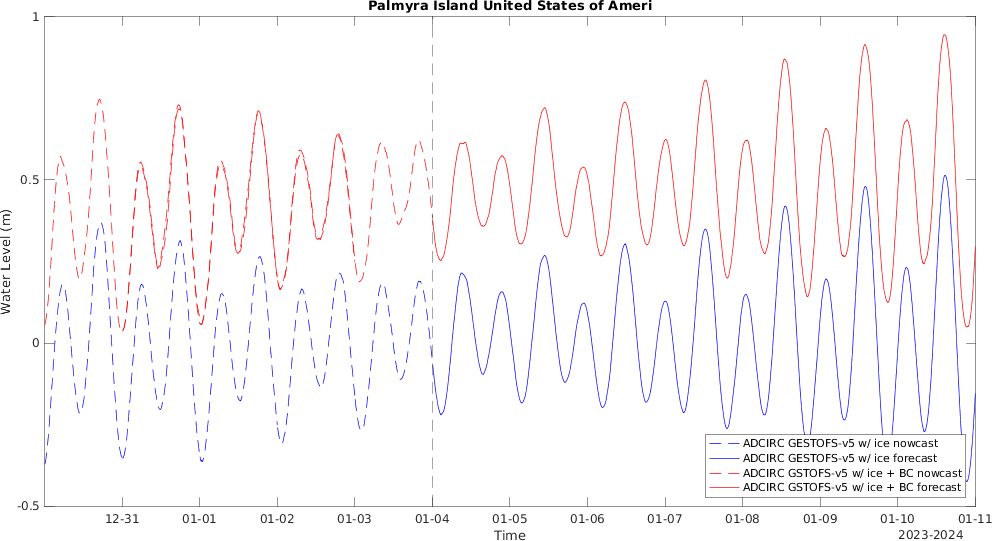 Palmyra Island United States of Ameri
Water Level (m)
1
0.5
0
-0.5
12-31
01-01
01-02
01-03
01-04
01-05
01-06
01-07
01-08
01-09
01-10
01-11
Time
2023-2024
ADCIRC GESTOFS-v5 w/ ice nowcast
ADCIRC GESTOFS-v5 w/ ice forecast
ADCIRC GSTOFS-v5 w/ ice + BC nowcast
ADCIRC GSTOFS-v5 w/ ice + BC forecast